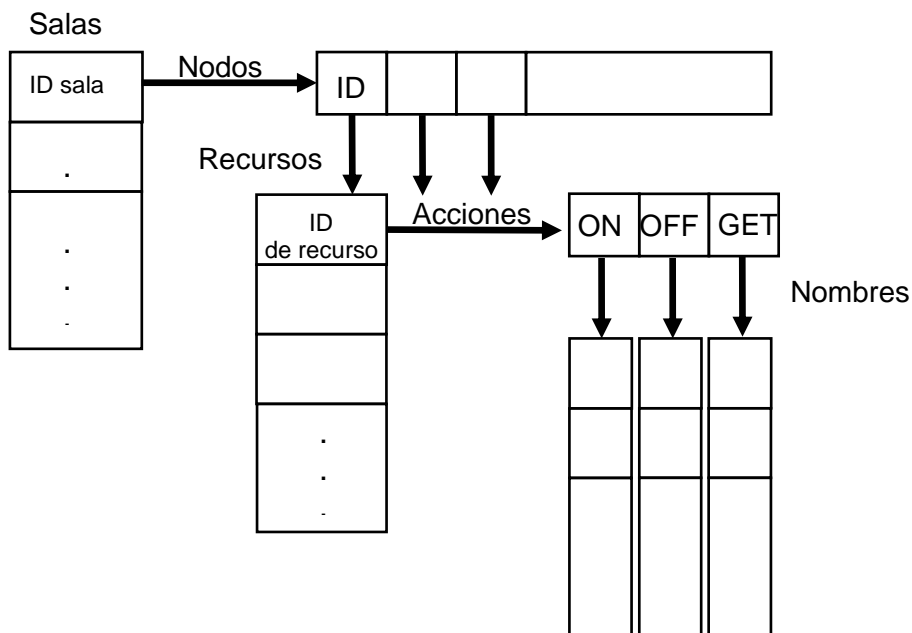 Salas
ID sala
Nodos
ID
Recursos
ID
de recurso
Acciones
ON
OFF
GET
Nombres